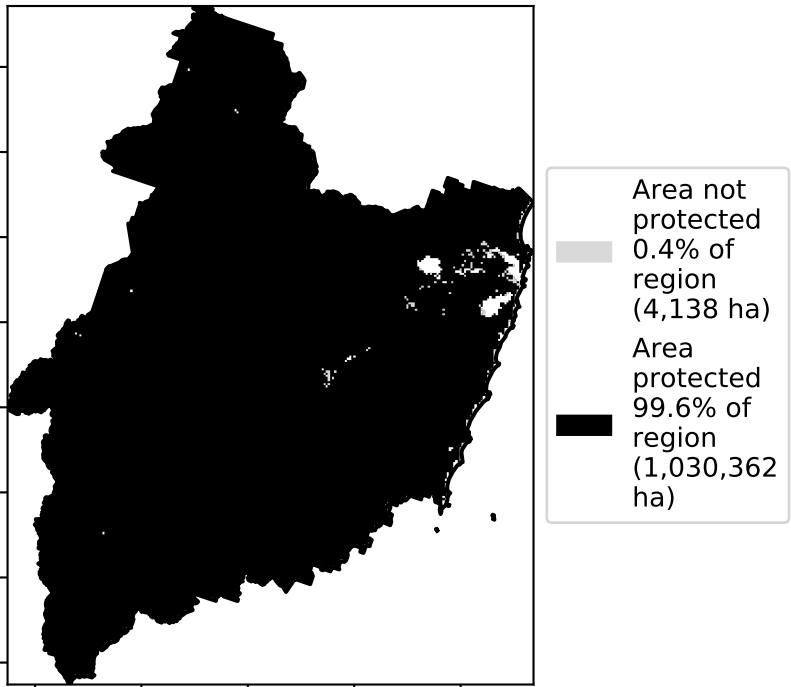 Area not
protected
0.4% of
region
(4,138 ha)
Area
protected
99.6% of
region
(1,030,362
ha)